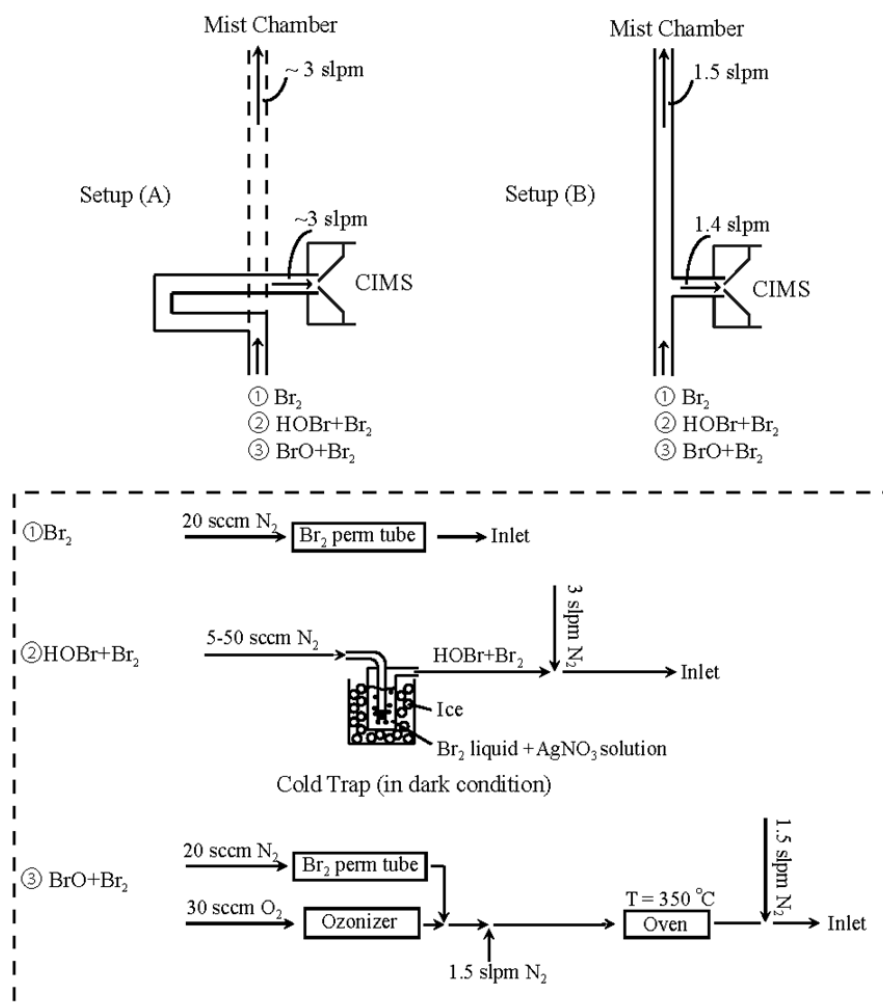 Mist Chamber
~ 3 slpm
Setup (A)
~3 slpm
CIMS
① Br₂
② HOBr+Br₂
③ BrO+Br₂
Mist Chamber
1.5 slpm
Setup (B)
1.4 slpm
CIMS
① Br₂
② HOBr+Br₂
③ BrO+Br₂
①Br₂
20 sccm N₂
Br₂ perm tube
Inlet
②HOBr+Br₂
5-50 sccm N₂
HOBr+Br₂
3 slpm N₂
Inlet
Ice
Br₂ liquid +AgNO₃ solution
Cold Trap (in dark condition)
③ BrO+Br₂
20 sccm N₂
Br₂ perm tube
30 sccm O₂
Ozonizer
1.5 slpm N₂
T = 350 °C
Oven
1.5 slpm N₂
Inlet